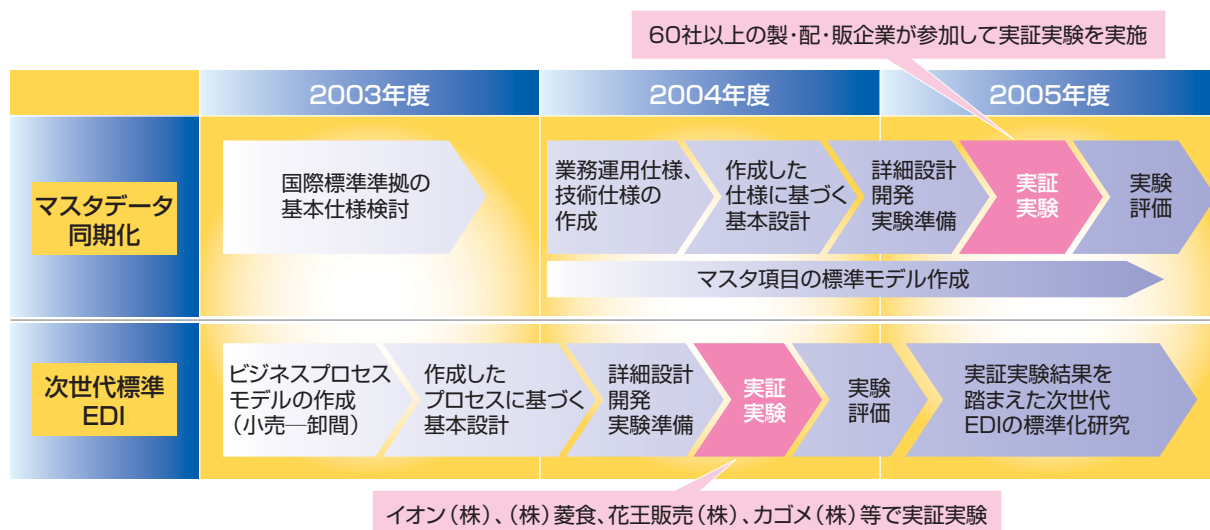 60社以上の製・配・販企業が参加して実証実験を実施
2003年度
2004年度
2005年度
マスタデータ
同期化
国際標準準拠の
基本仕様検討
業務運用仕様、
技術仕様の
作成
作成した
仕様に基づく
基本設計
詳細設計
開発
実験準備
実証
実験
実験
評価
マスタ項目の標準モデル作成
次世代標準
EDI
ビジネスプロセス
モデルの作成
（小売―卸間）
作成した
プロセスに基づく
基本設計
詳細設計
開発
実験準備
実証
実験
実験
評価
実証実験結果を
踏まえた次世代
EDIの標準化研究
イオン（株）、（株）菱食、花王販売（株）、カゴメ（株）等で実証実験